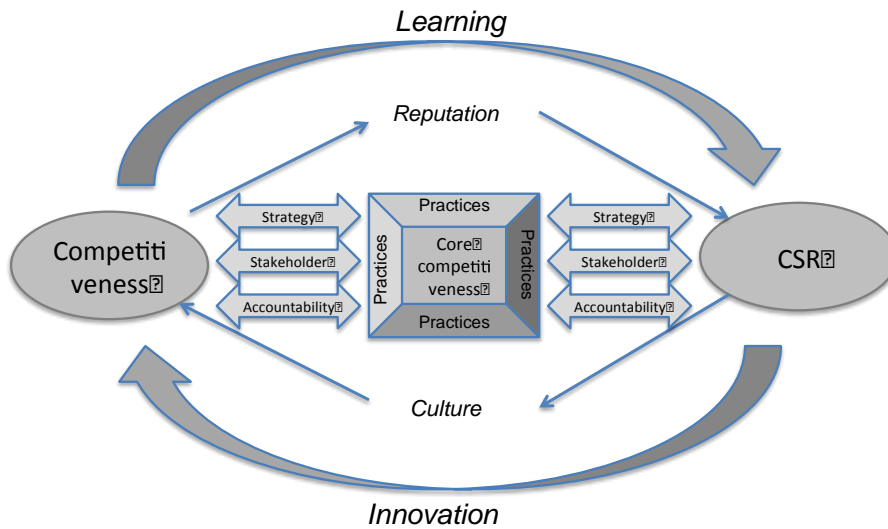 Learning
Reputation
Strategy
Stakeholder
Accountability
Competiti
veness
Practices
Practices
Core
competiti
veness
Practices
Practices
Strategy
Stakeholder
Accountability
CSR
Culture
Innovation